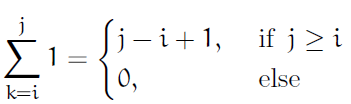 j
∑ 1 = { j − i + 1, if j ≥ i
k=i 0, else